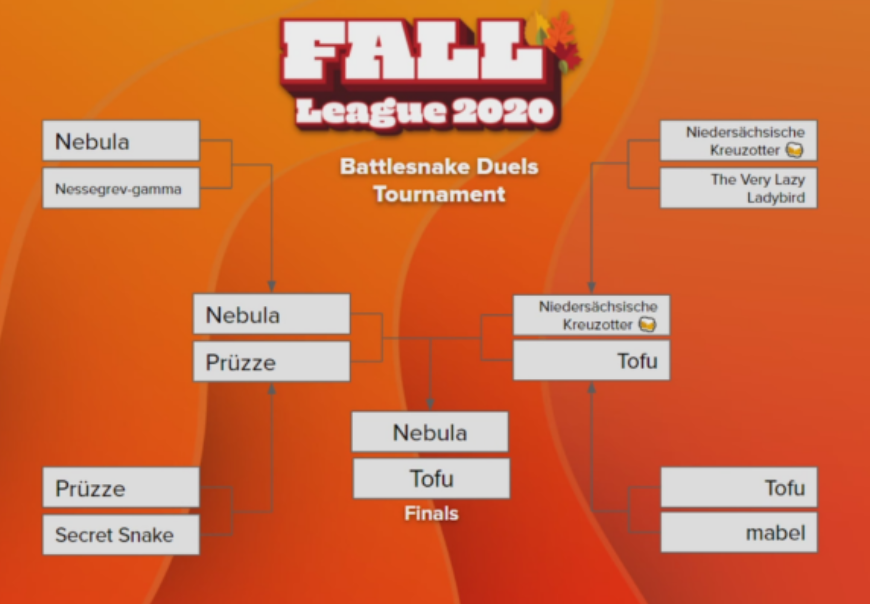 FALL
League 2020
Battlesnake Duels
Tournament
Nebula
Nessegrev-gamma
Niedersächsische
Kreuzotter 🍻
The Very Lazy
Ladybird
Nebula
Prüzze
Niedersächsische
Kreuzotter 🍻
Tofu
Nebula
Tofu
Finals
Prüzze
Secret Snake
Tofu
mabel